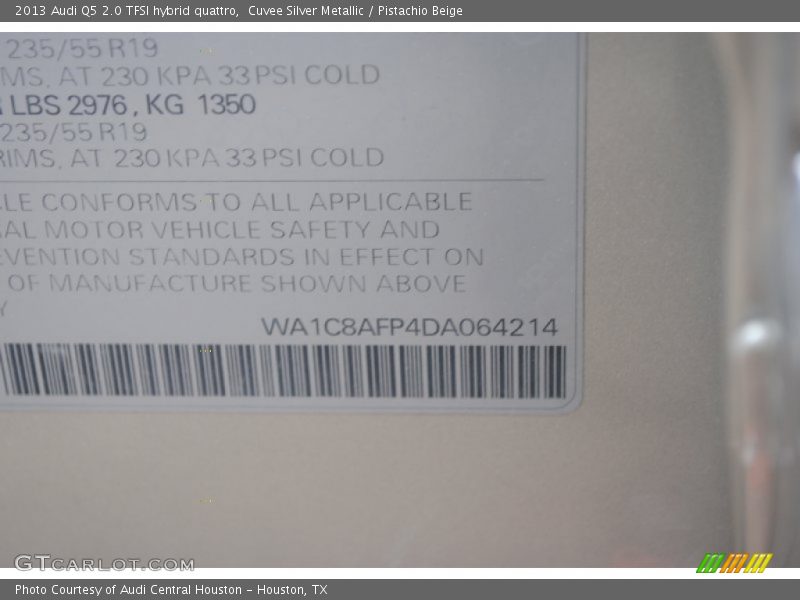 2013 Audi Q5 2.0 TFSI hybrid quattro, Cuvee Silver Metallic / Pistachio Beige
235/55 R19
MS, AT 230 KPA 33 PSI COLD
LBS 2976, KG 1350
235/55 R19
RIMS, AT 230 KPA 33 PSI COLD
LE CONFORMS TO ALL APPLICABLE
AL MOTOR VEHICLE SAFETY AND
EVENTION STANDARDS IN EFFECT ON
OF MANUFACTURE SHOWN ABOVE
Y
WA1C8AFP4DA064214
GTCARLOT.COM
Photo Courtesy of Audi Central Houston - Houston, TX